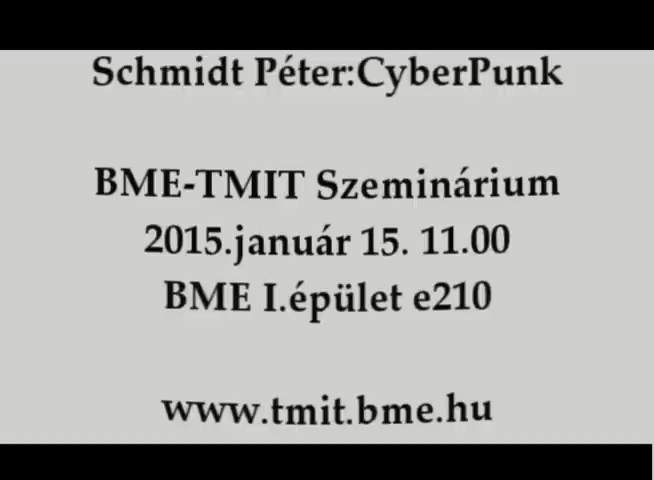 Schmidt Péter:CyberPunk
BME-TMIT Szeminárium
2015.január 15. 11.00
BME I.épület e210
www.tmit.bme.hu